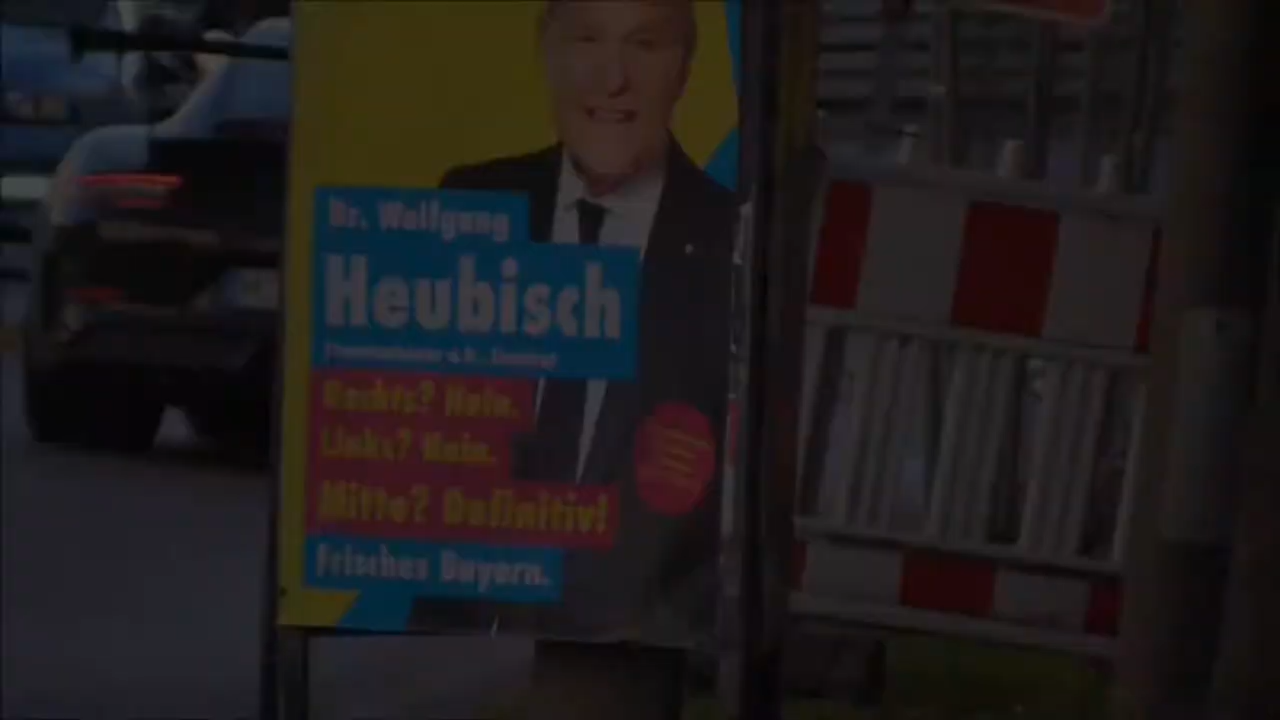 Dr. Wolfgang
Heubisch
Rechts? Nein.
Links? Nein.
Mitte? Definitiv!
Frisches Bayern.